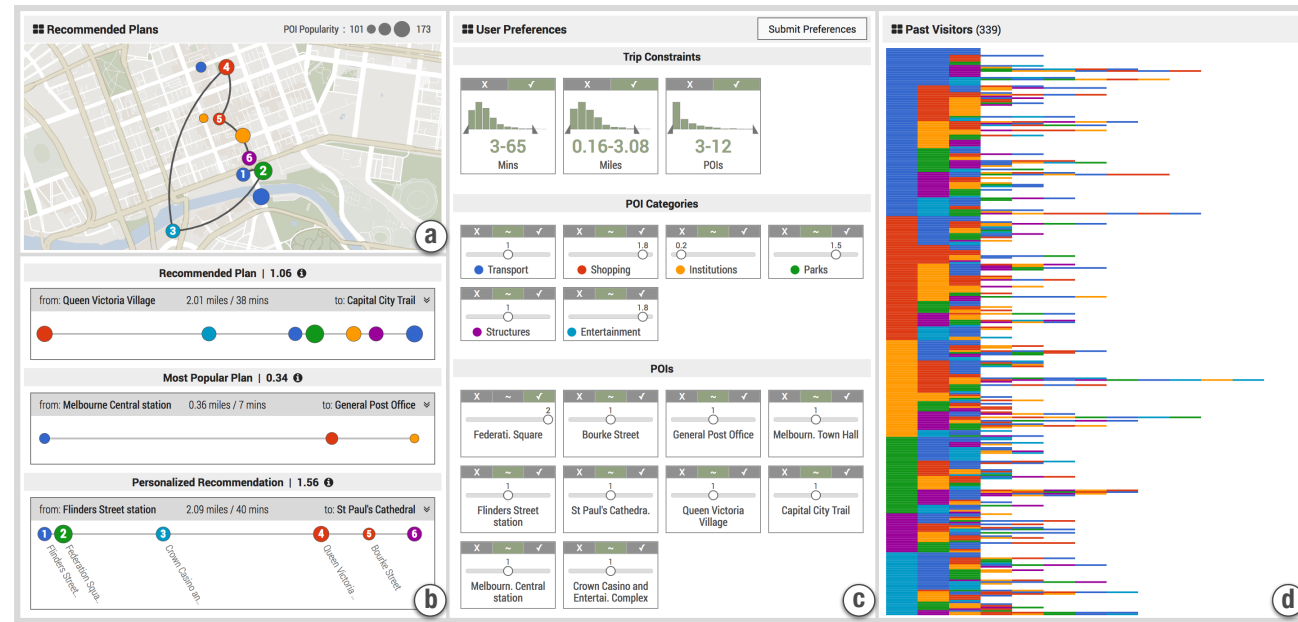 Recommended Plans
POI Popularity : 101 173
4
5
6
1 2
3
a
Recommended Plan | 1.06
from: Queen Victoria Village 2.01 miles / 38 mins to: Capital City Trail
Most Popular Plan | 0.34
from: Melbourne Central station 0.36 miles / 7 mins to: General Post Office
Personalized Recommendation | 1.56
from: Flinders Street station 2.09 miles / 40 mins to: St Paul's Cathedral
1 2 3 4 5 6
Flinders Street..
Federation Squa..
Crown Casino an..
Queen Victoria ..
Bourke Street
b
User Preferences
Submit Preferences
Trip Constraints
X ✓ X ✓ X ✓
3-65 0.16-3.08 3-12
Mins Miles POIs
POI Categories
X ~ ✓ X ~ ✓ X ~ ✓ X ~ ✓
1 1.8 0.2 1.5
Transport Shopping Institutions Parks
X ~ ✓ X ~ ✓
1 1.8
Structures Entertainment
POIs
X ~ ✓ X ~ ✓ X ~ ✓ X ~ ✓
2 1 1 1
Federati. Square Bourke Street General Post Office Melbourn. Town Hall
X ~ ✓ X ~ ✓ X ~ ✓ X ~ ✓
1 1 1 1
Flinders Street St Paul's Cathedra. Queen Victoria Capital City Trail
station Village
X ~ ✓ X ~ ✓
1 1
Melbourn. Central Crown Casino and
station Entertai. Complex
c
Past Visitors (339)
d